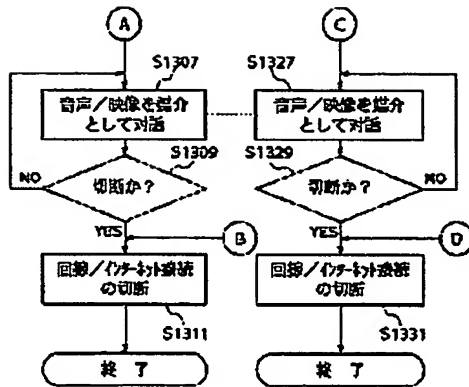 A
C
S1307
S1327
音声／映像を媒介
として対話
音声／映像を媒介
として対話
S1309
S1329
NO
切断か？
切断か？
NO
YES
B
YES
D
回線／インターネット接続
の切断
回線／インターネット接続
の切断
S1311
S1331
終 了
終 了